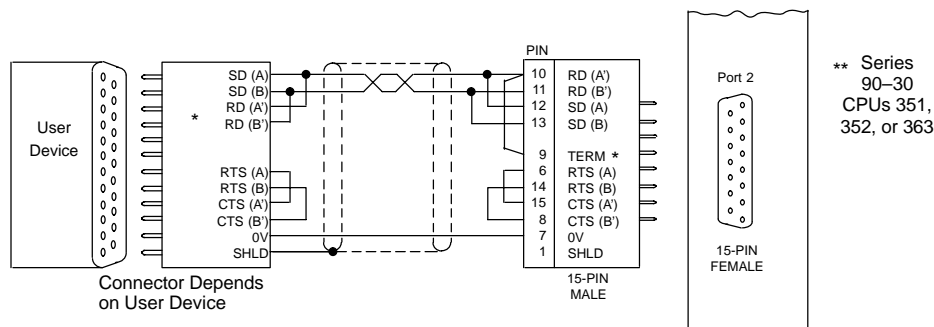 User
Device
*
SD (A)
SD (B)
RD (A')
RD (B')
RTS (A)
RTS (B)
CTS (A')
CTS (B')
0V
SHLD
Connector Depends
on User Device
PIN
10 RD (A')
11 RD (B')
12 SD (A)
13 SD (B)
9 TERM *
6 RTS (A)
14 RTS (B)
15 CTS (A')
8 CTS (B')
7 0V
1 SHLD
15-PIN
MALE
Port 2
15-PIN
FEMALE
** Series
90–30
CPUs 351,
352, or 363